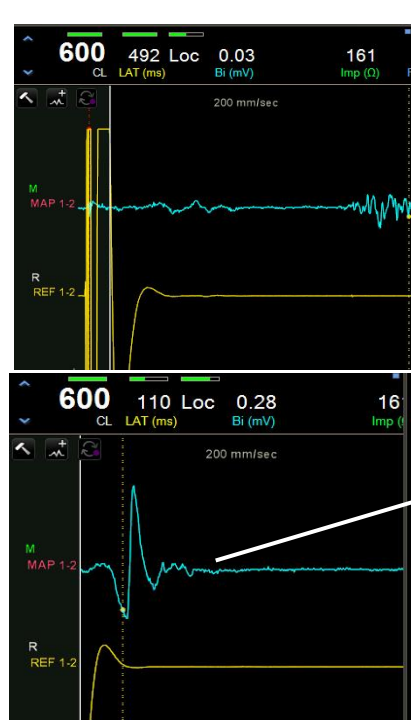 600 492 Loc 0.03 161
CL LAT (ms) Bi (mV) Imp (Ω)
200 mm/sec
M
MAP 1-2
R
REF 1-2
600 110 Loc 0.28
CL LAT (ms) Bi (mV)
200 mm/sec
M
MAP 1-2
R
REF 1-2